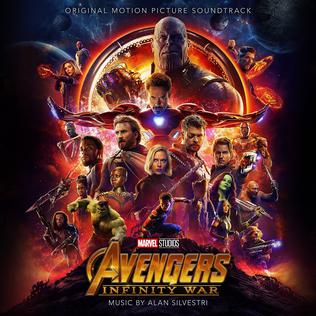 ORIGINAL MOTION PICTURE SOUNDTRACK
MARVEL STUDIOS
AVENGERS
INFINITY WAR
MUSIC BY ALAN SILVESTRI